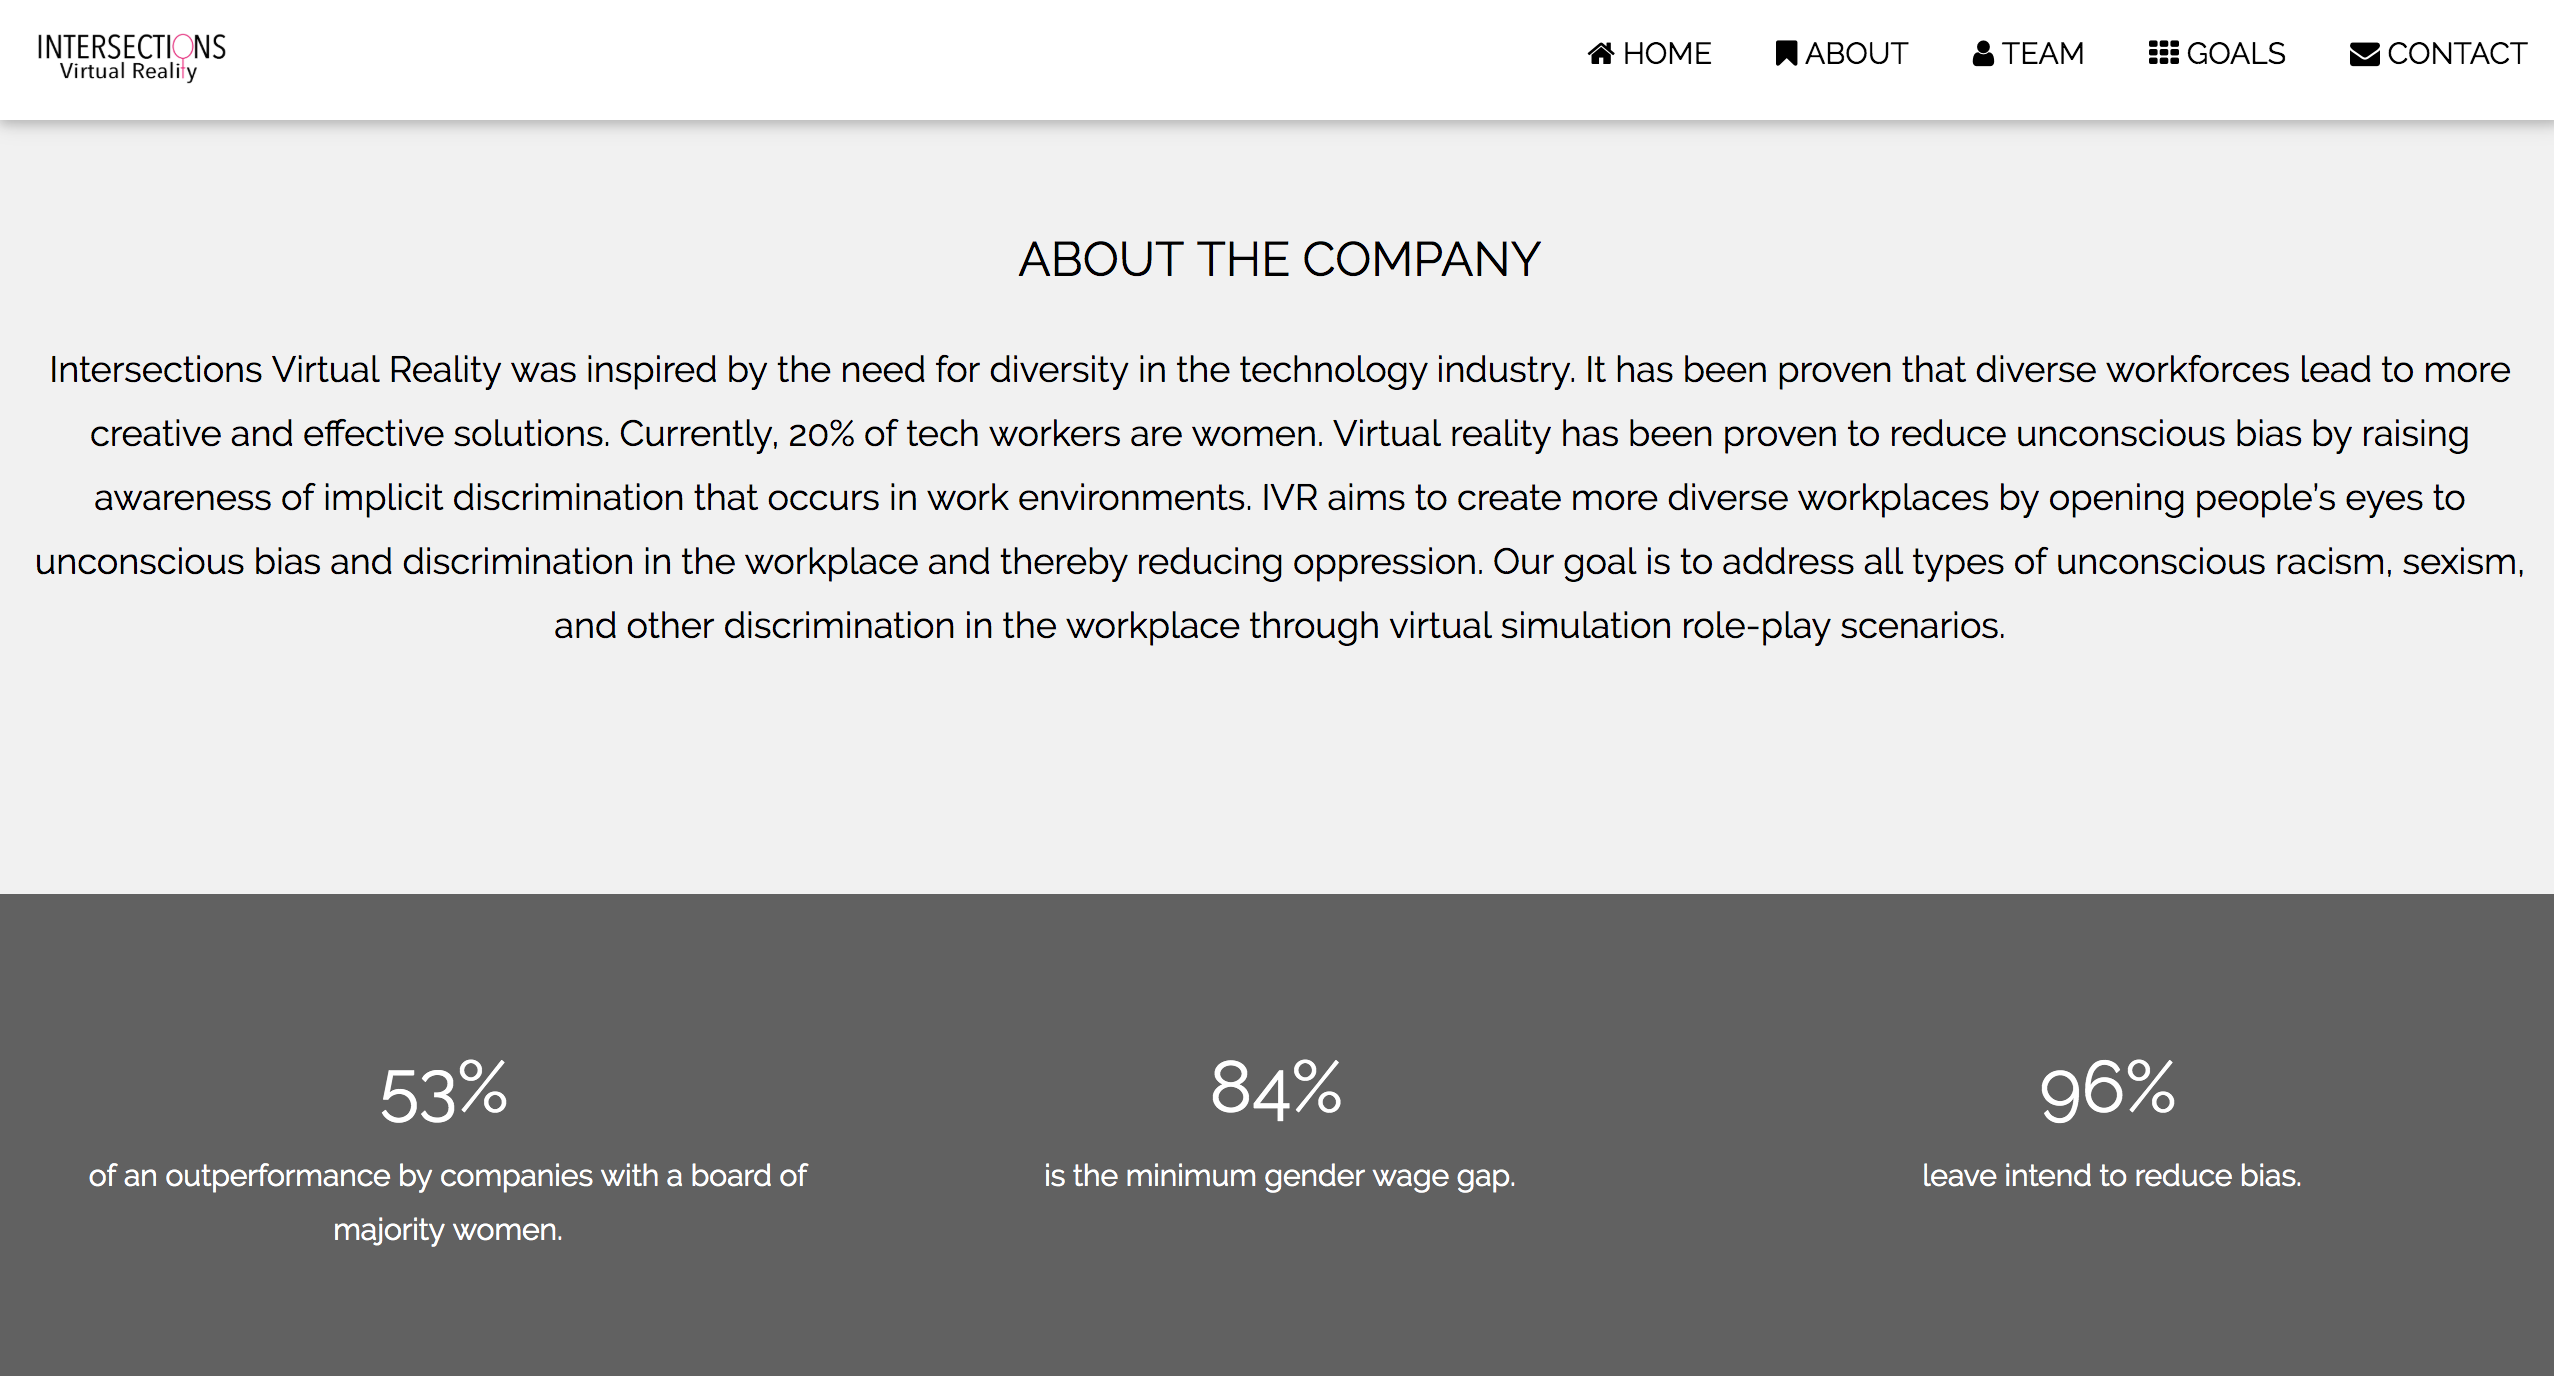 INTERSECTIONS
Virtual Reality
HOME
ABOUT
TEAM
GOALS
CONTACT
ABOUT THE COMPANY
Intersections Virtual Reality was inspired by the need for diversity in the technology industry. It has been proven that diverse workforces lead to more
creative and effective solutions. Currently, 20% of tech workers are women. Virtual reality has been proven to reduce unconscious bias by raising
awareness of implicit discrimination that occurs in work environments. IVR aims to create more diverse workplaces by opening people's eyes to
unconscious bias and discrimination in the workplace and thereby reducing oppression. Our goal is to address all types of unconscious racism, sexism,
and other discrimination in the workplace through virtual simulation role-play scenarios.
53%
of an outperformance by companies with a board of
majority women.
84%
is the minimum gender wage gap.
96%
leave intend to reduce bias.